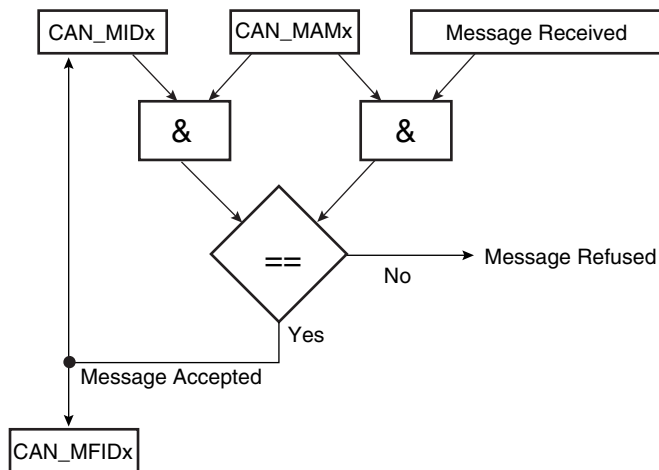 CAN_MIDx
CAN_MAMx
Message Received
&
&
==
No
Message Refused
Yes
Message Accepted
CAN_MFIDx